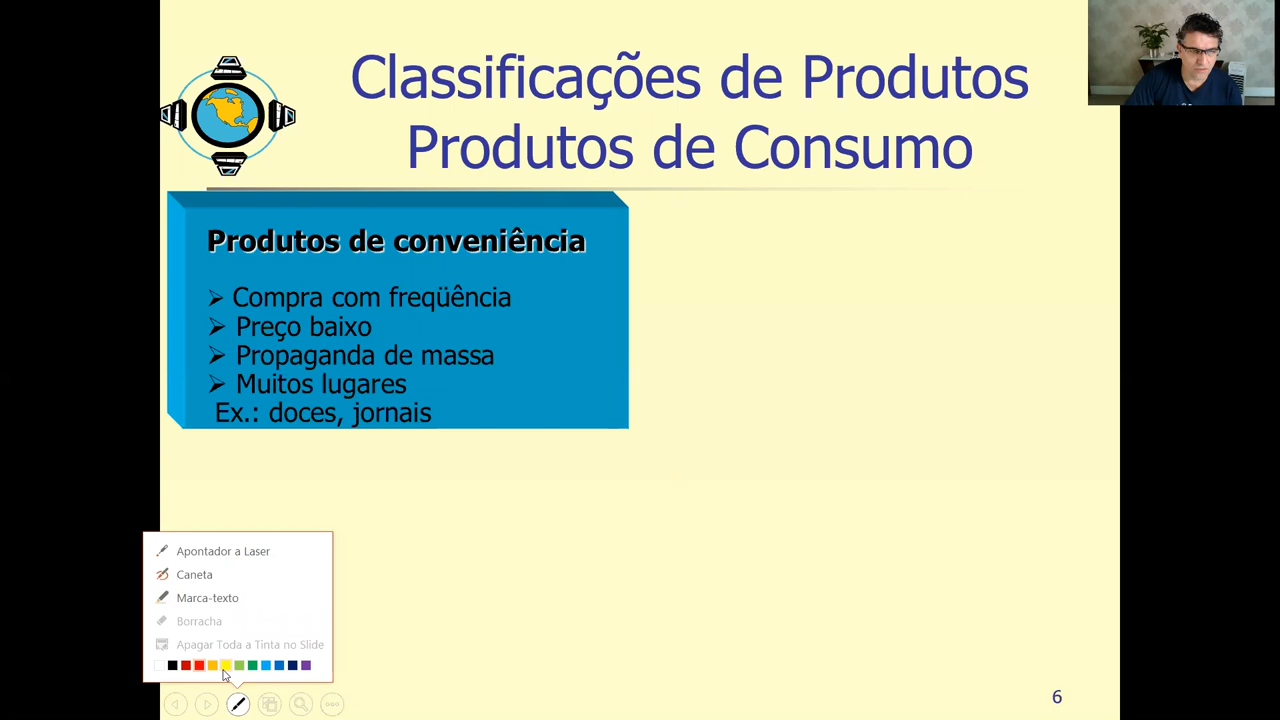 Classificações de Produtos
Produtos de Consumo
Produtos de conveniência
➢ Compra com freqüência
➢ Preço baixo
➢ Propaganda de massa
➢ Muitos lugares
Ex.: doces, jornais
Apontador a Laser
Caneta
Marca-texto
Borracha
Apagar Toda a Tinta no Slide
6